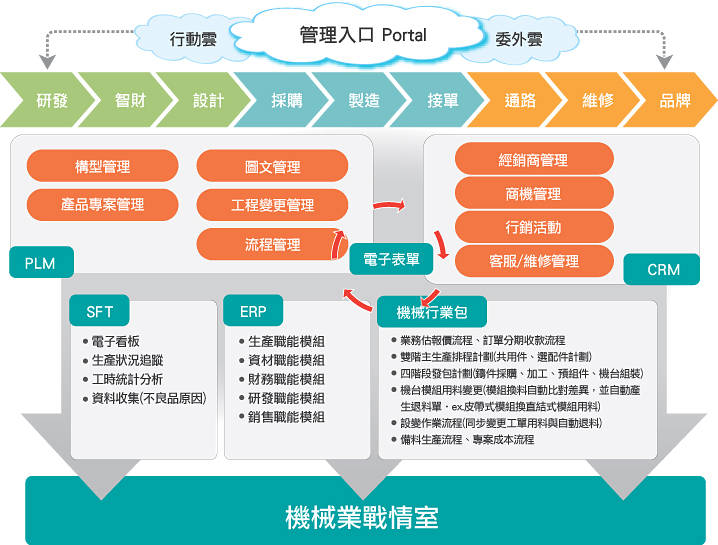 行動雲
管理入口 Portal
委外雲
研發
智財
設計
採購
製造
接單
通路
維修
品牌
構型管理
產品專案管理
圖文管理
工程變更管理
流程管理
PLM
電子表單
經銷商管理
商機管理
行銷活動
客服/維修管理
CRM
SFT
• 電子看板
• 生產狀況追蹤
• 工時統計分析
• 資料收集(不良品原因)
ERP
• 生產職能模組
• 資材職能模組
• 財務職能模組
• 研發職能模組
• 銷售職能模組
機械行業包
• 業務估報價流程、訂單分期收款流程
• 雙階主生產排程計劃(共用件、選配件計劃)
• 四階段發包計劃(鑄件採購、加工、預組件、機台組裝)
• 機台模組用料變更(模組換料自動比對差異，並自動產
生退料單，ex.皮帶式模組換直結式模組用料)
• 設變作業流程(同步變更工單用料與自動退料)
• 備料生產流程、專案成本流程
機械業戰情室